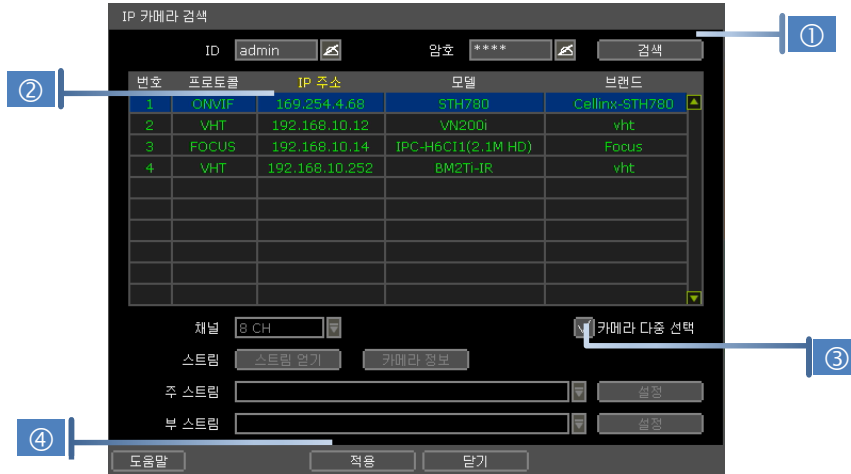 IP 카메라 검색
①
ID admin 암호 **** 검색
②
번호 프로토콜 IP 주소 모델 브랜드
1 ONVIF 169.254.4.68 STH780 Cellinx-STH780
2 VHT 192.168.10.12 VN200i vht
3 FOCUS 192.168.10.14 IPC-H6CI1(2.1M HD) Focus
4 VHT 192.168.10.252 BM2Ti-IR vht
채널 8 CH 카메라 다중 선택
③
스트림 스트림 얻기 카메라 정보
주 스트림 설정
부 스트림 설정
④
도움말 적용 닫기